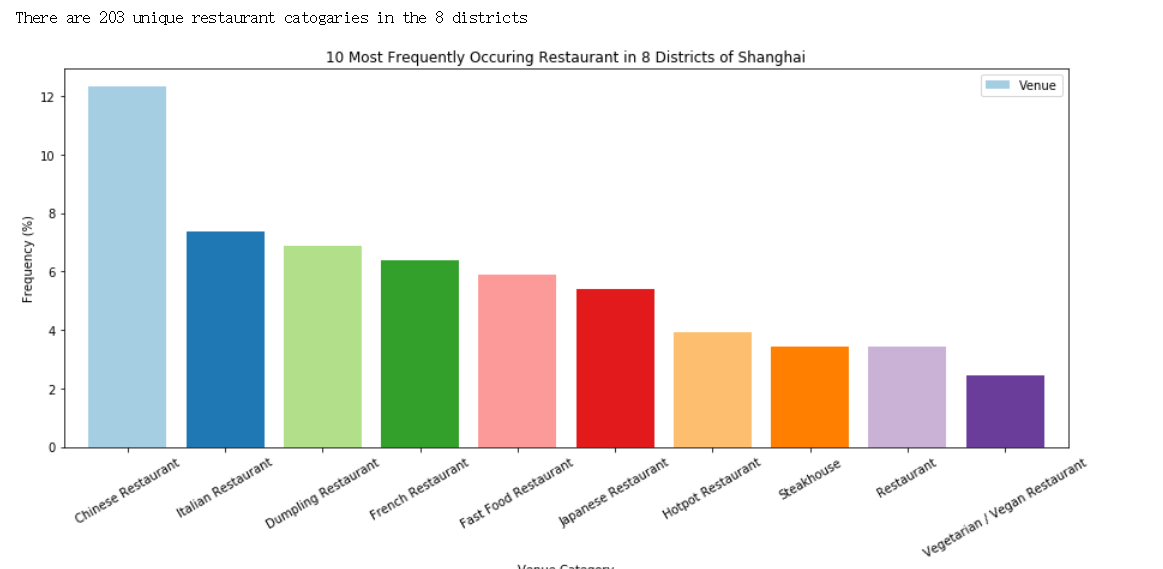 There are 203 unique restaurant catogaries in the 8 districts
10 Most Frequently Occuring Restaurant in 8 Districts of Shanghai
Venue
12
10
8
6
4
2
0
Frequency (%)
Chinese Restaurant
Italian Restaurant
Dumpling Restaurant
French Restaurant
Fast Food Restaurant
Japanese Restaurant
Hotpot Restaurant
Steakhouse
Restaurant
Vegetarian / Vegan Restaurant
Venue Category